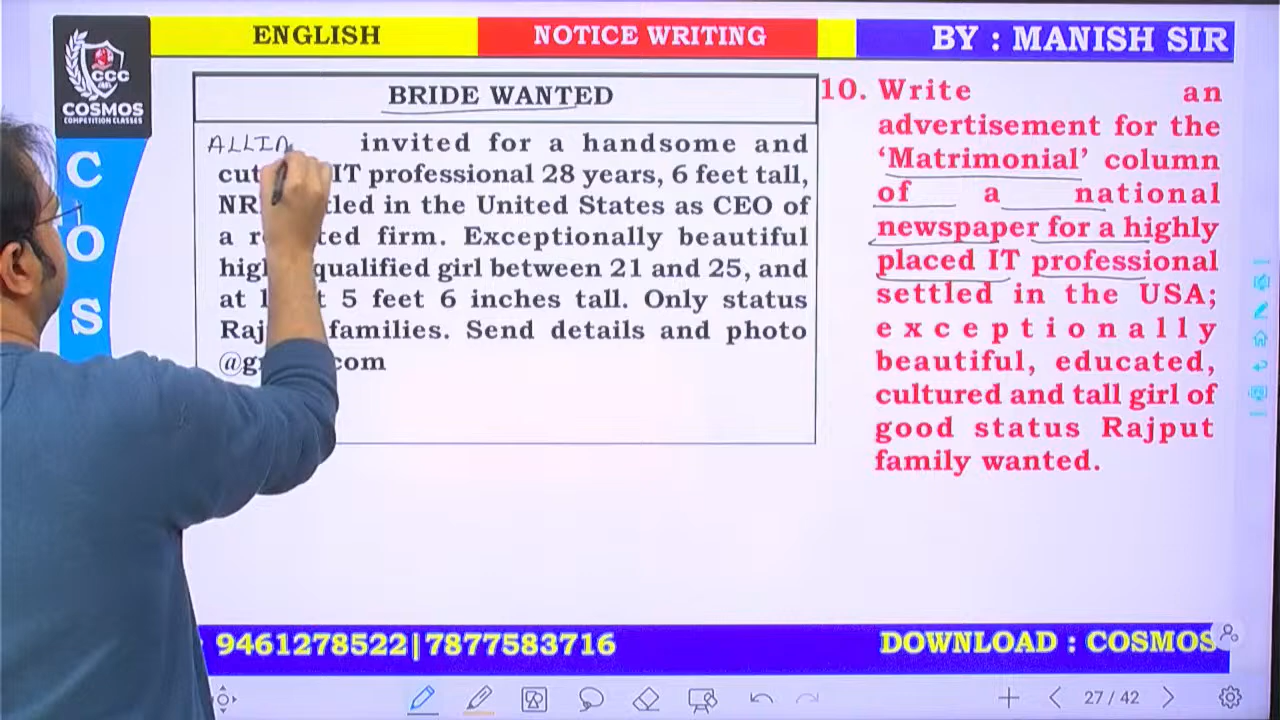 ENGLISH
NOTICE WRITING
BY : MANISH SIR
CCC
COSMOS
COMPETITION CLASSES
C
O
S
BRIDE WANTED
ALLIA invited for a handsome and
IT professional 28 years, 6 feet tall,
in the United States as CEO of
a firm. Exceptionally beautiful
qualified girl between 21 and 25, and
at 5 feet 6 inches tall. Only status
families. Send details and photo
10. Write an
advertisement for the
‘Matrimonial’ column
of a national
newspaper for a highly
placed IT professional
settled in the USA;
exceptionally
beautiful, educated,
cultured and tall girl of
good status Rajput
family wanted.
9461278522|7877583716
DOWNLOAD : COSMOS
27 / 42